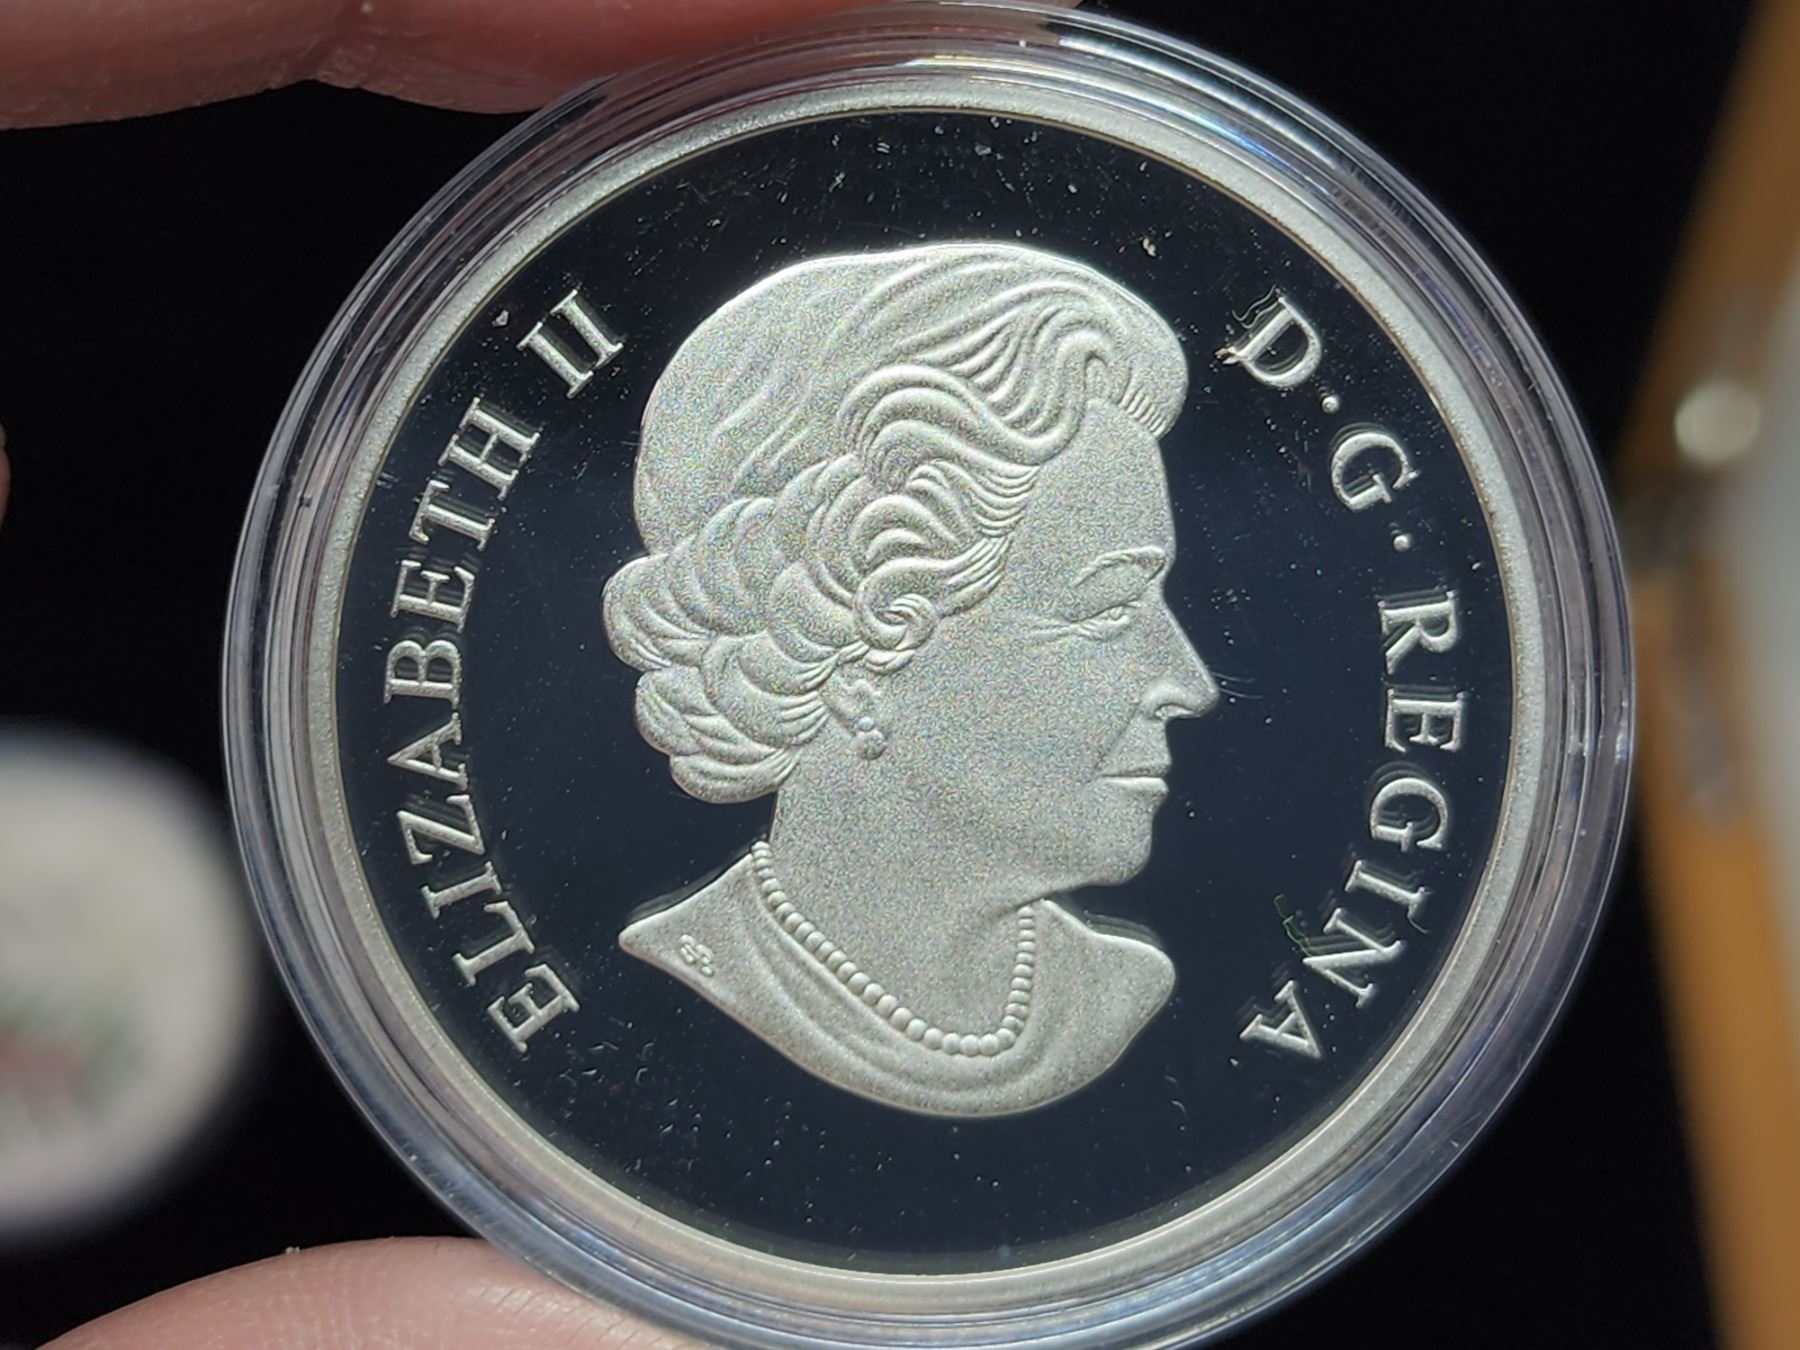 ELIZABETH II
D. G. REGINA